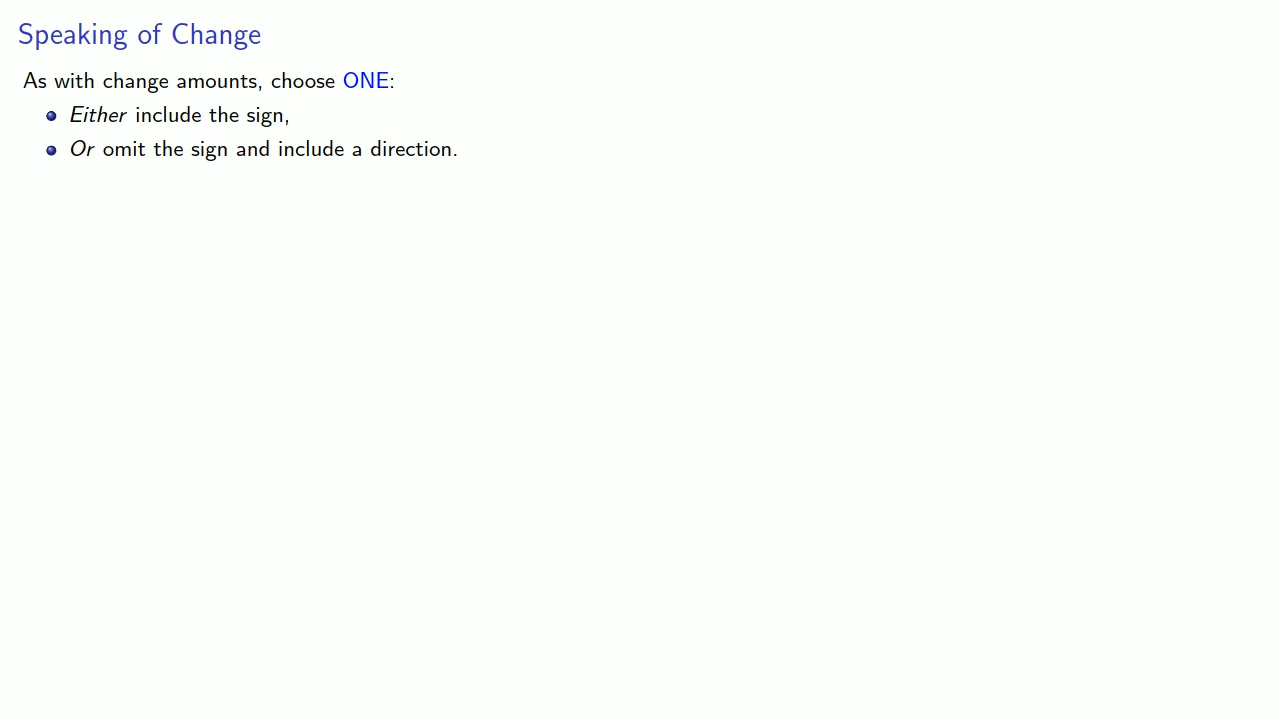 Speaking of Change
As with change amounts, choose ONE:
Either include the sign,
Or omit the sign and include a direction.